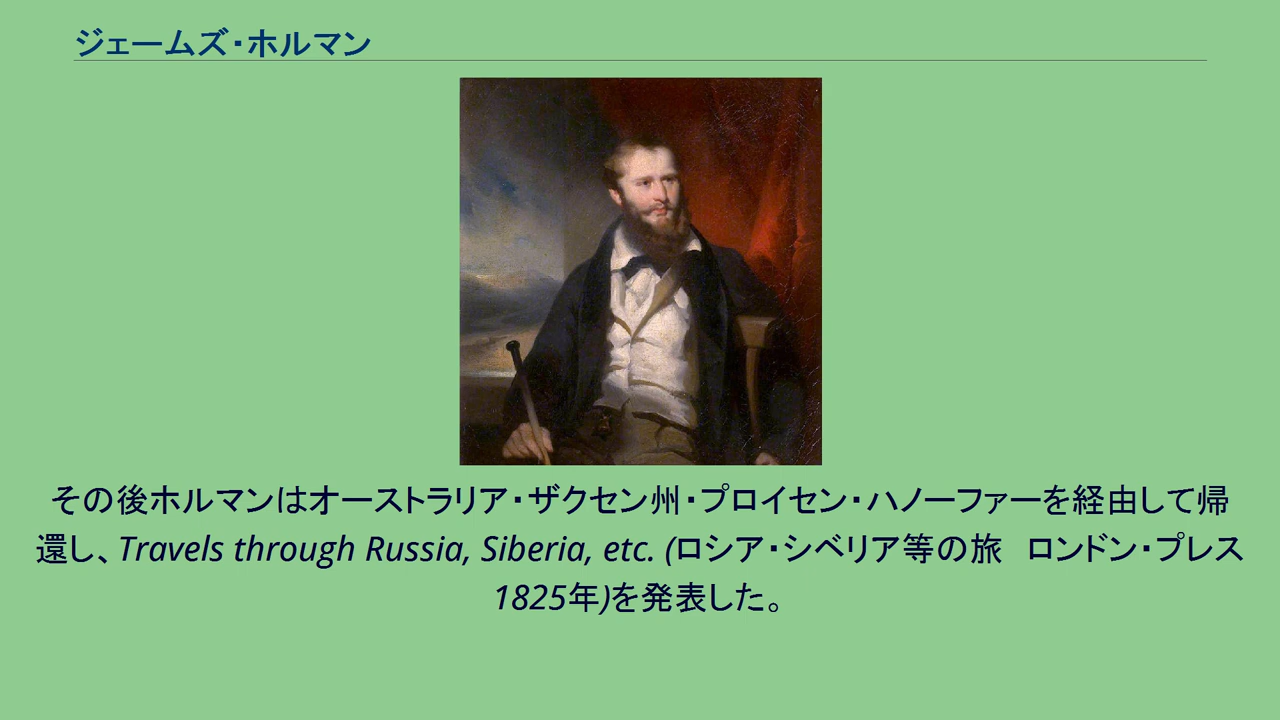 ジェームズ・ホルマン
その後ホルマンはオーストラリア・ザクセン州・プロイセン・ハノーファーを経由して帰
還し、Travels through Russia, Siberia, etc. (ロシア・シベリア等の旅　ロンドン・プレス
1825年)を発表した。